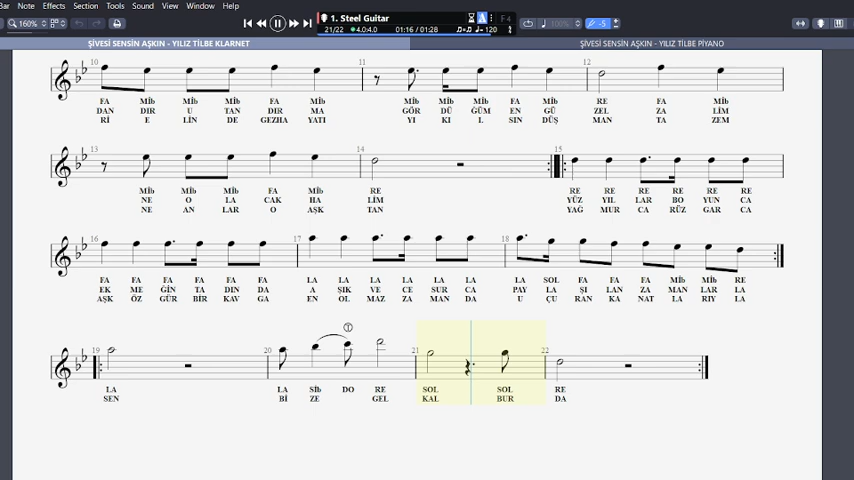 Bar Note Effects Section Tools Sound View Window Help
160% 1. Steel Guitar F4
21/22 4.0:4.0 01:16 / 01:28 120 100% -5
ŞİVESİ SENSİN AŞKIN - YILIZ TİLBE KLARNET ŞİVESİ SENSİN AŞKIN - YILIZ TİLBE PİYANO
10 11 12
FA Mİb Mİb Mİb FA Mİb Mİb Mİb Mİb FA Mİb RE FA Mİb
DAN DIR U TAN DIR MA GÖR DÜ ĞÜM EN GÜ ZEL ZA LİM
Rİ E LİN DE GEZHA YATI YI KI L SIN DÜŞ MAN TA ZEM
13 14 15
Mİb Mİb Mİb FA Mİb RE RE RE RE RE RE RE
NE O LA CAK HA LİM YÜZ YIL LAR BO YUN CA
NE AN LAR O AŞK TAN YAĞ MUR CA RÜZ GAR CA
16 17 18
FA FA FA FA FA FA LA LA LA LA LA LA LA SOL FA FA Mİb Mİb RE
EK ME ĞİN TA DIN DA A ŞIK VE CE SUR CA PAY LA ŞI LAN ZA MAN LAR LA
AŞK ÖZ GÜR BİR KAV GA EN OL MAZ ZA MAN DA U ÇU RAN KA NAT LA RIY LA
19 20 T 21 22
LA LA Sİb DO RE SOL SOL RE
SEN Bİ ZE GEL KAL BUR DA